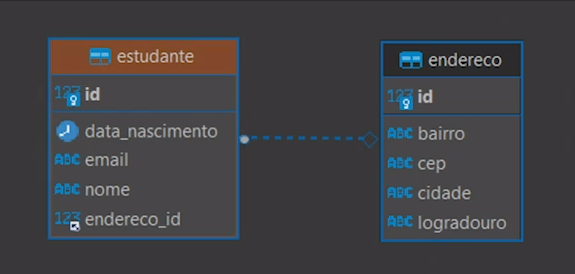 estudante
123 id
data_nascimento
ABC email
ABC nome
123 endereco_id
endereco
123 id
ABC bairro
ABC cep
ABC cidade
ABC logradouro